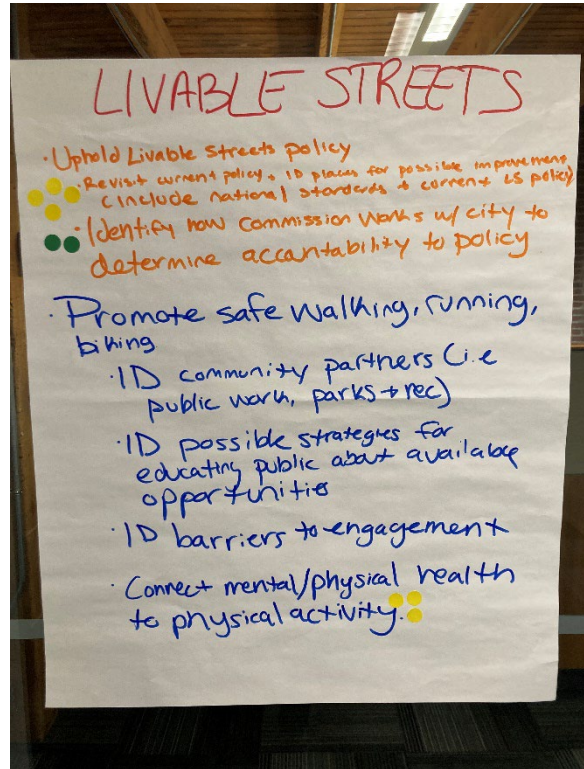 LIVABLE STREETS
· Uphold Livable Streets policy
· Revisit current policy + ID places for possible improvement
(include national standards + current LS policy)
· Identify how Commission works w/ city to
determine accantability to policy
· Promote safe walking, running,
biking
· ID community partners (i.e
public work, parks + rec)
· ID possible strategies for
educating public about available
opportunities
· ID barriers to engagement
· Connect mental/physical health
to physical activity.